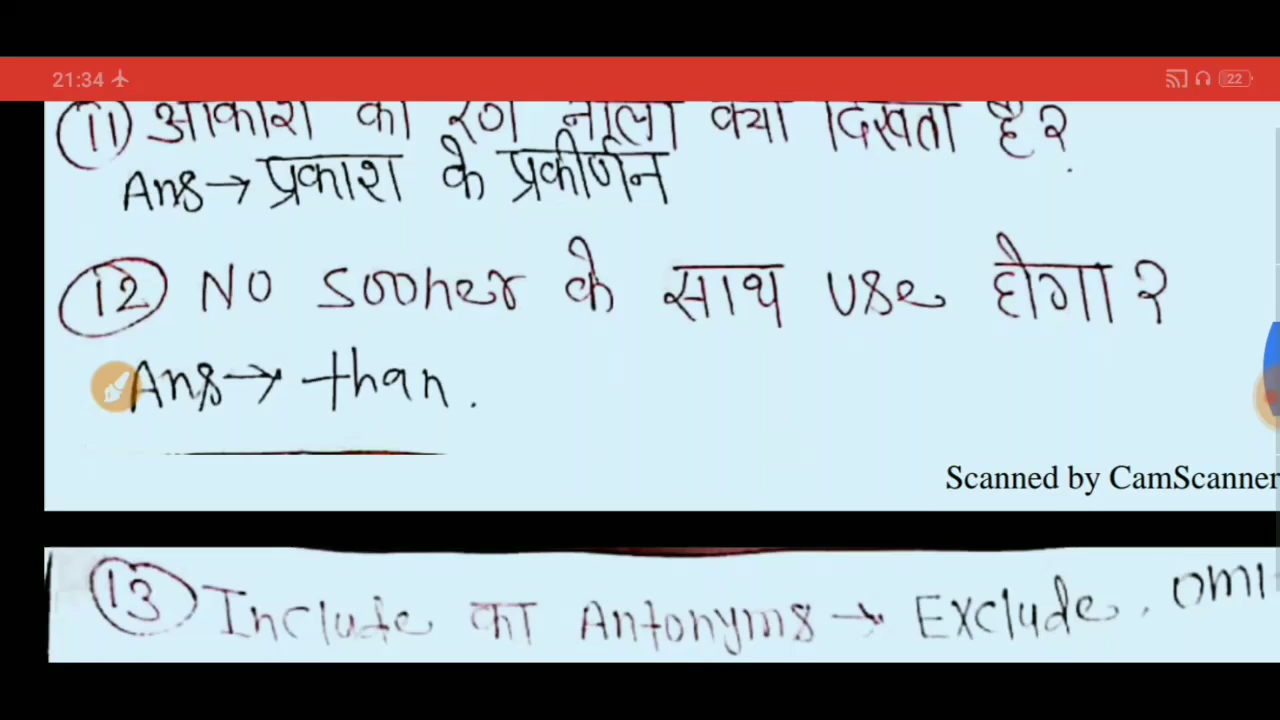 21:34
22
(11) आकाश का रंग नीला क्यों दिखता है?
Ans → प्रकाश के प्रकीर्णन
(12) No sooner के साथ use होगा?
Ans → than.
Scanned by CamScanner
(13) Include का Antonyms → Exclude, omi